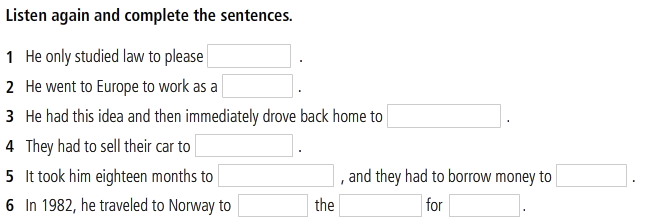 Listen again and complete the sentences.
1 He only studied law to please .
2 He went to Europe to work as a .
3 He had this idea and then immediately drove back home to .
4 They had to sell their car to .
5 It took him eighteen months to , and they had to borrow money to .
6 In 1982, he traveled to Norway to the for .